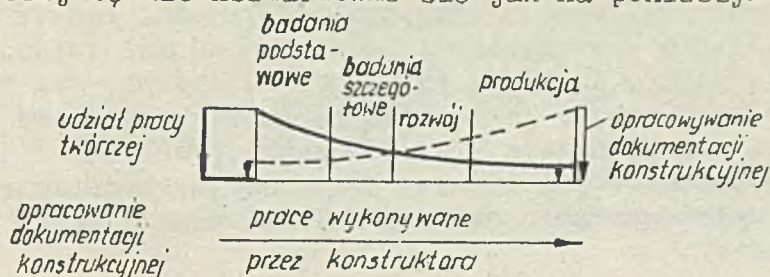 badania
podsta-
wowe
badania
szczegó-
łowe
rozwój
produkcja
udział pracy
twórczej
opracowywanie
dokumentacji
konstrukcyjnej
opracowanie
dokumentacji
konstrukcyjnej
prace wykonywane
przez konstruktora